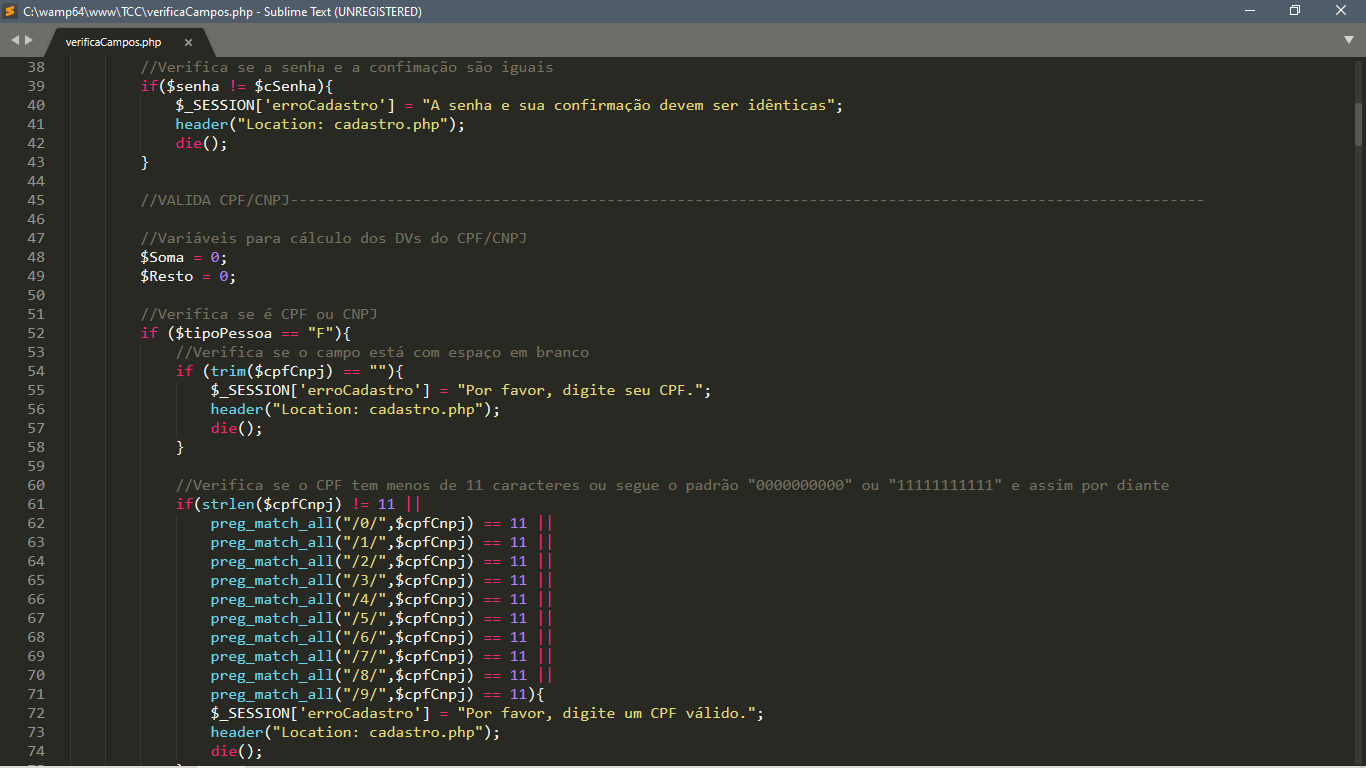 C:\wamp64\www\TCC\verificaCampos.php - Sublime Text (UNREGISTERED)
verificaCampos.php
38 //Verifica se a senha e a confimação são iguais
39 if($senha != $cSenha){
40 $_SESSION['erroCadastro'] = "A senha e sua confirmação devem ser idênticas";
41 header("Location: cadastro.php");
42 die();
43 }
44
45 //VALIDA CPF/CNPJ--------------------------------------------------------------------------------------------------------
46
47 //Variáveis para cálculo dos DVs do CPF/CNPJ
48 $Soma = 0;
49 $Resto = 0;
50
51 //Verifica se é CPF ou CNPJ
52 if ($tipoPessoa == "F"){
53 //Verifica se o campo está com espaço em branco
54 if (trim($cpfCnpj) == ""){
55 $_SESSION['erroCadastro'] = "Por favor, digite seu CPF.";
56 header("Location: cadastro.php");
57 die();
58 }
59
60 //Verifica se o CPF tem menos de 11 caracteres ou segue o padrão "0000000000" ou "11111111111" e assim por diante
61 if(strlen($cpfCnpj) != 11 ||
62 preg_match_all("/0/",$cpfCnpj) == 11 ||
63 preg_match_all("/1/",$cpfCnpj) == 11 ||
64 preg_match_all("/2/",$cpfCnpj) == 11 ||
65 preg_match_all("/3/",$cpfCnpj) == 11 ||
66 preg_match_all("/4/",$cpfCnpj) == 11 ||
67 preg_match_all("/5/",$cpfCnpj) == 11 ||
68 preg_match_all("/6/",$cpfCnpj) == 11 ||
69 preg_match_all("/7/",$cpfCnpj) == 11 ||
70 preg_match_all("/8/",$cpfCnpj) == 11 ||
71 preg_match_all("/9/",$cpfCnpj) == 11){
72 $_SESSION['erroCadastro'] = "Por favor, digite um CPF válido.";
73 header("Location: cadastro.php");
74 die();